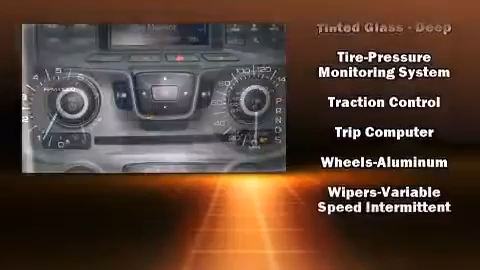 Tinted Glass - Deep
Tire-Pressure
Monitoring System
Traction Control
Trip Computer
Wheels-Aluminum
Wipers-Variable
Speed Intermittent